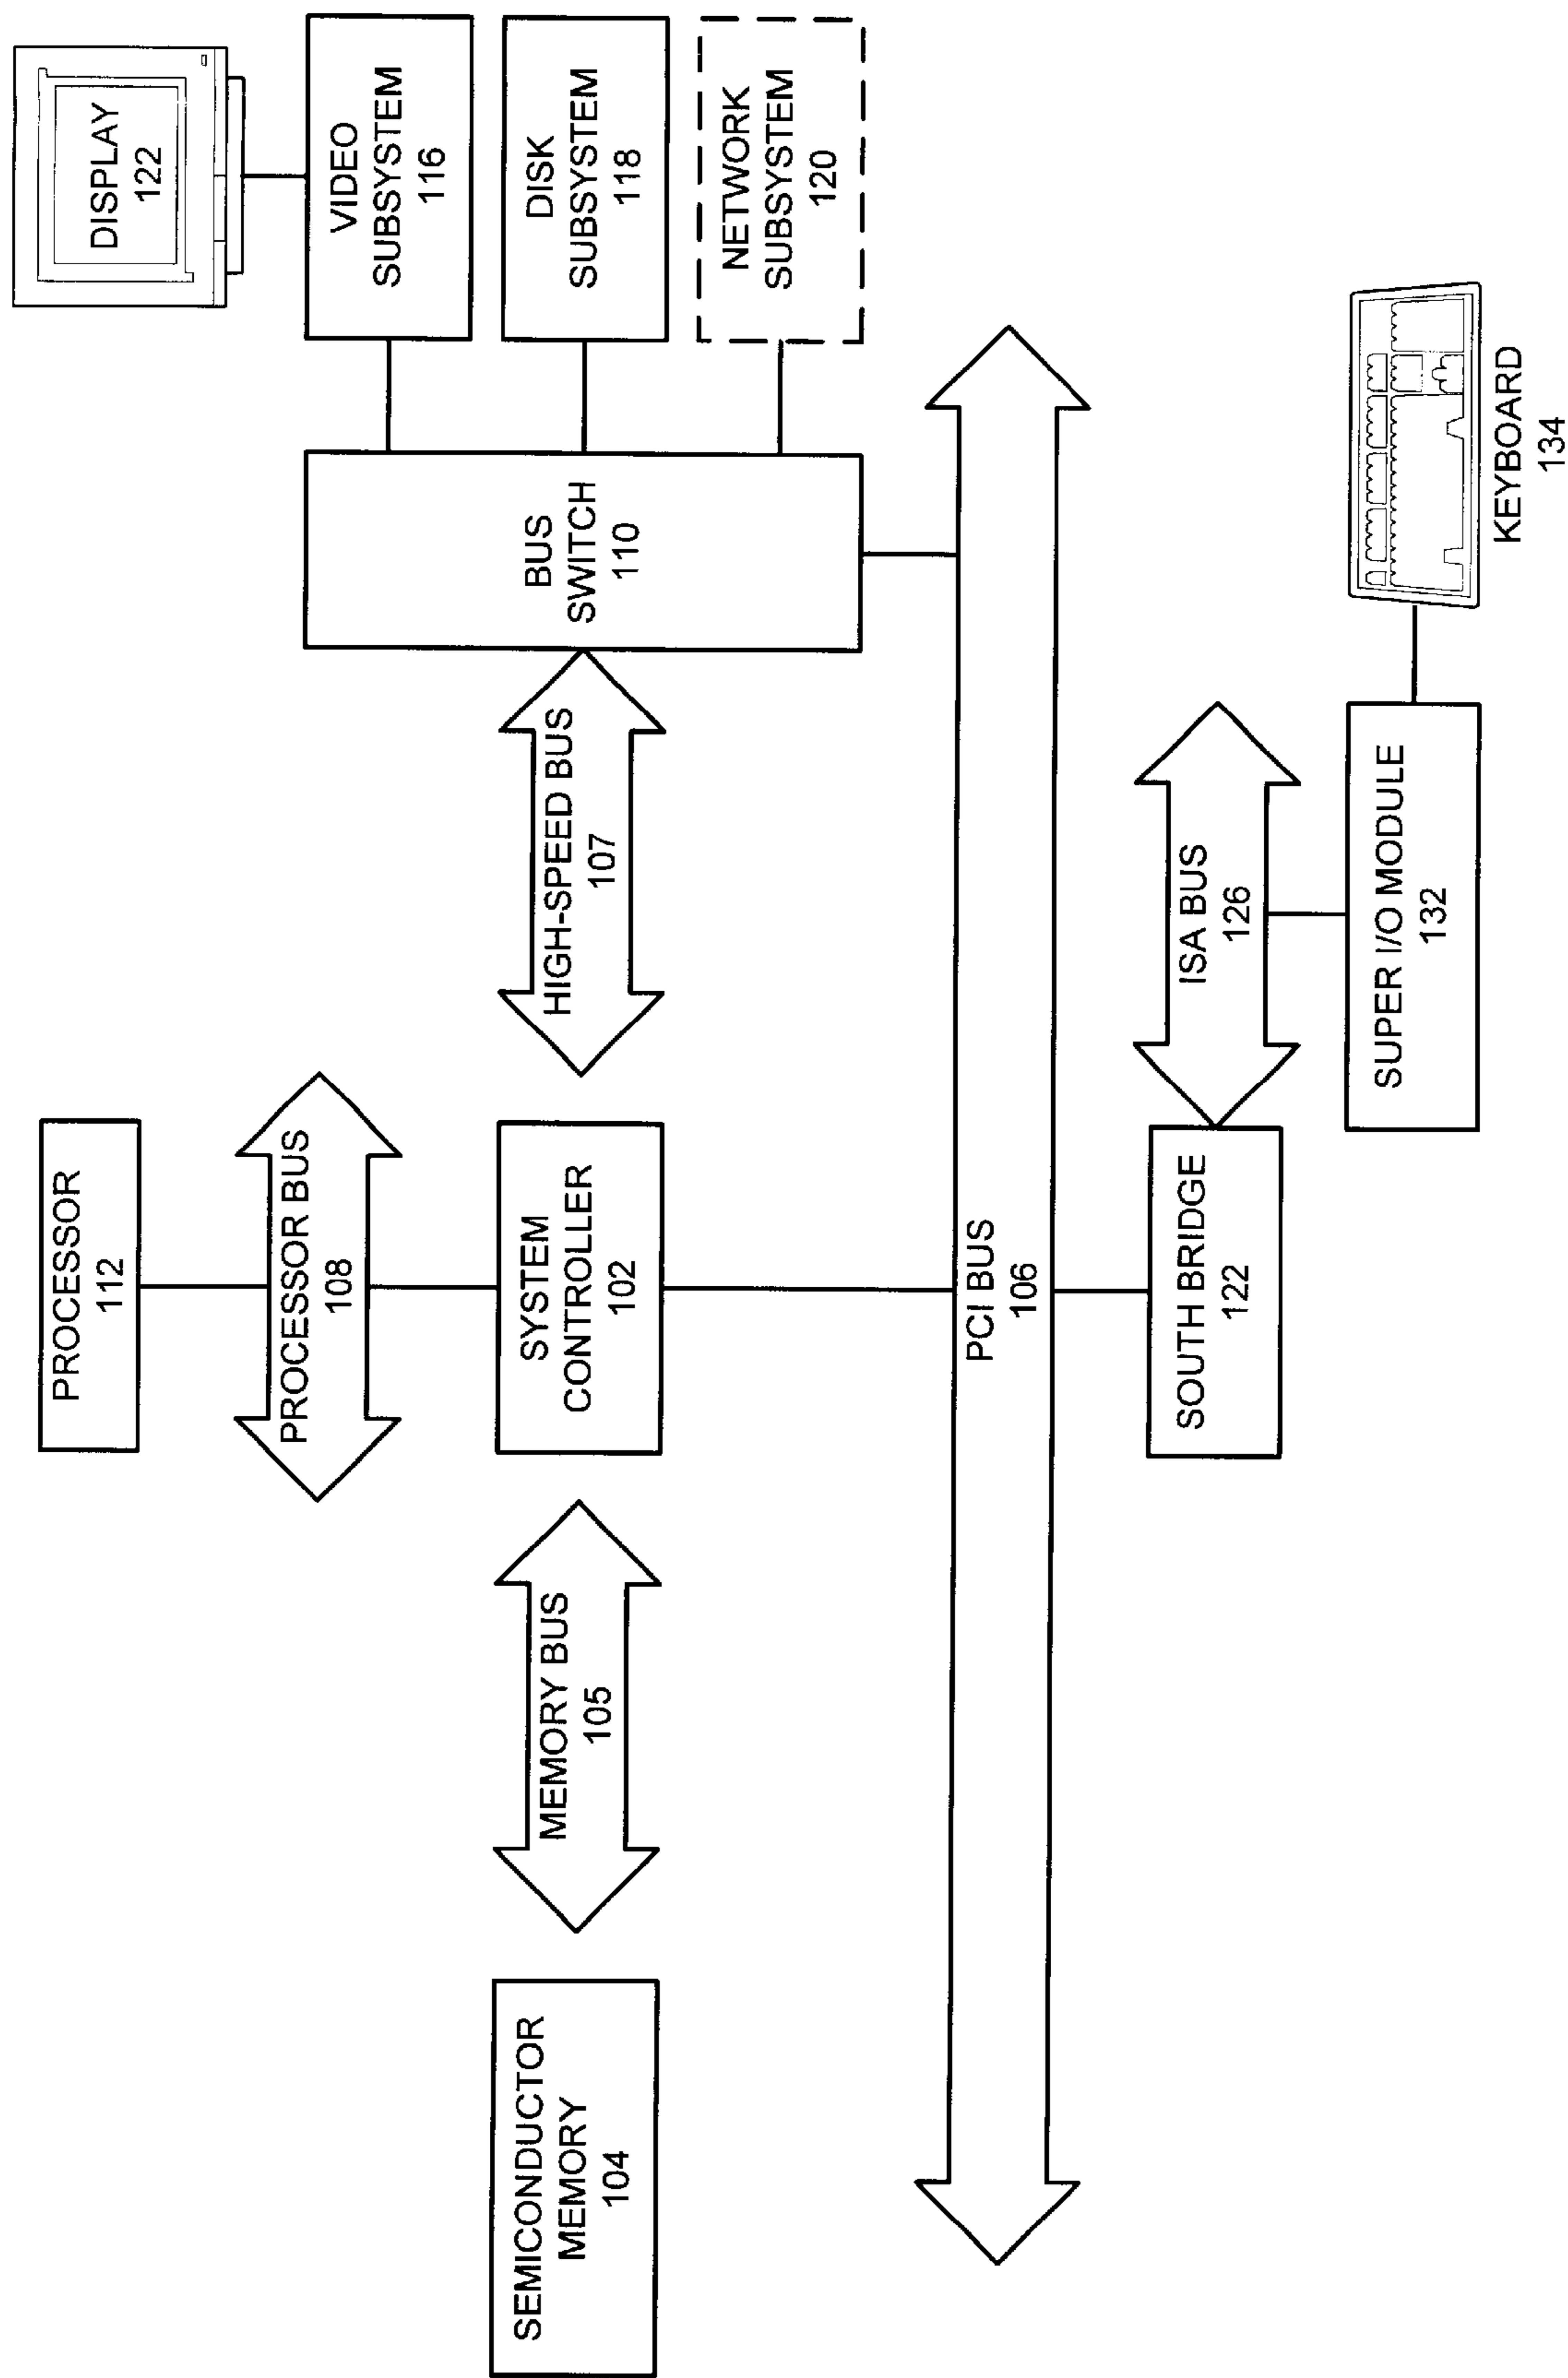 PROCESSOR
112
PROCESSOR BUS
108
DISPLAY
122
VIDEO
SUBSYSTEM
116
SEMICONDUCTOR
MEMORY
104
MEMORY BUS
105
SYSTEM
CONTROLLER
102
HIGH-SPEED BUS
107
BUS
SWITCH
110
DISK
SUBSYSTEM
118
NETWORK
SUBSYSTEM
120
PCI BUS
106
SOUTH BRIDGE
122
ISA BUS
126
SUPER I/O MODULE
132
KEYBOARD
134